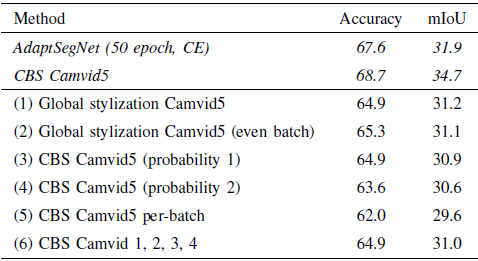 Method Accuracy mIoU
AdaptSegNet (50 epoch, CE) 67.6 31.9
CBS Camvid5 68.7 34.7
(1) Global stylization Camvid5 64.9 31.2
(2) Global stylization Camvid5 (even batch) 65.3 31.1
(3) CBS Camvid5 (probability 1) 64.9 30.9
(4) CBS Camvid5 (probability 2) 63.6 30.6
(5) CBS Camvid5 per-batch 62.0 29.6
(6) CBS Camvid 1, 2, 3, 4 64.9 31.0